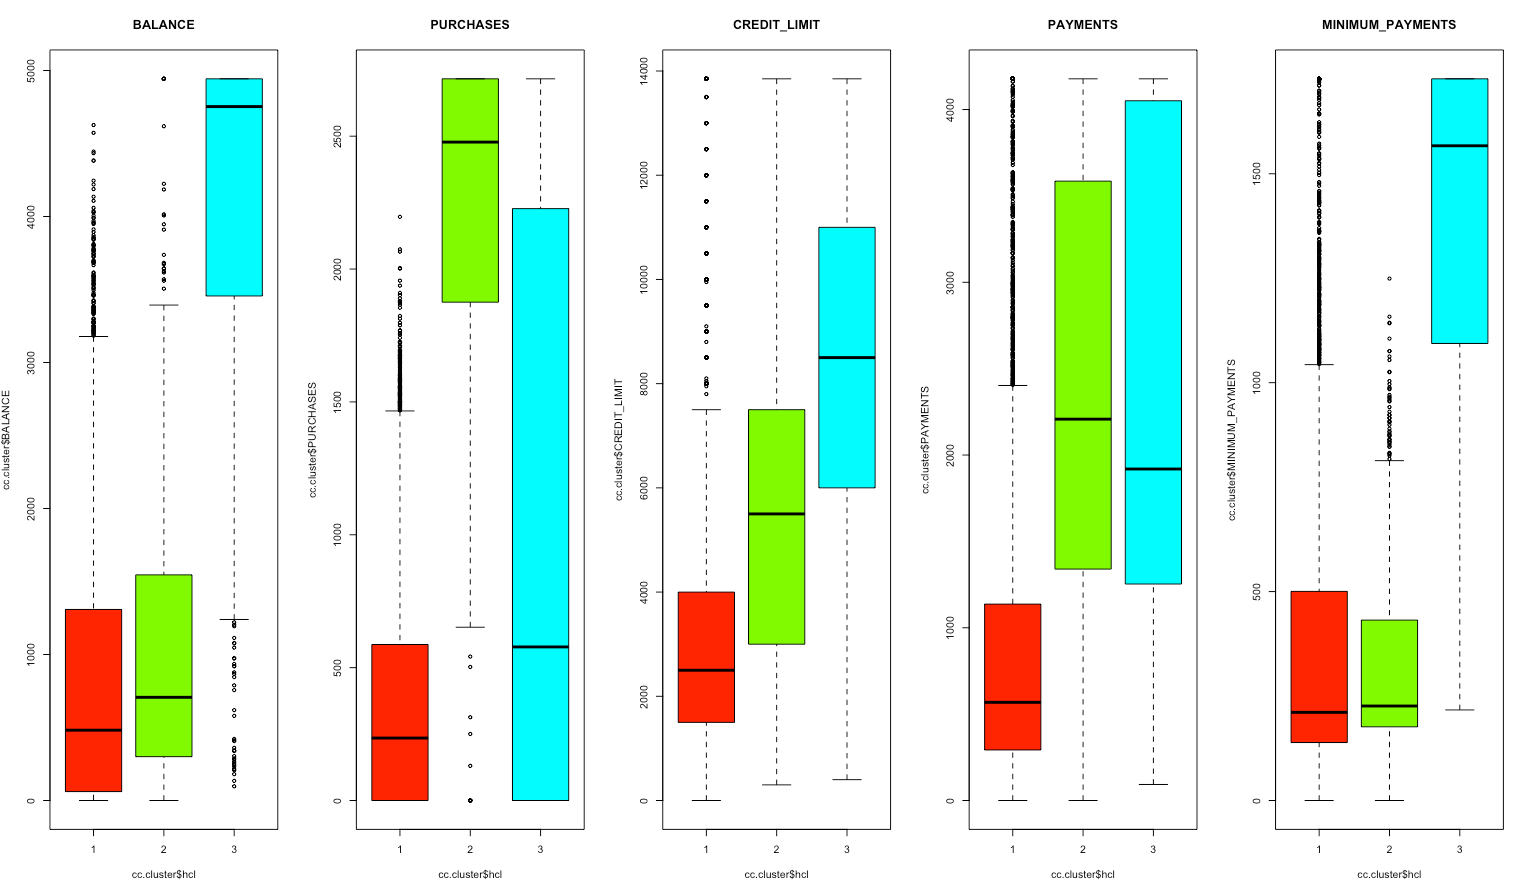 BALANCE
cc.cluster$BALANCE
5000
4000
3000
2000
1000
0
1 2 3
cc.cluster$hcl
PURCHASES
cc.cluster$PURCHASES
2500
2000
1500
1000
500
0
1 2 3
cc.cluster$hcl
CREDIT_LIMIT
cc.cluster$CREDIT_LIMIT
14000
12000
10000
8000
6000
4000
2000
0
1 2 3
cc.cluster$hcl
PAYMENTS
cc.cluster$PAYMENTS
4000
3000
2000
1000
0
1 2 3
cc.cluster$hcl
MINIMUM_PAYMENTS
cc.cluster$MINIMUM_PAYMENTS
1500
1000
500
0
1 2 3
cc.cluster$hcl